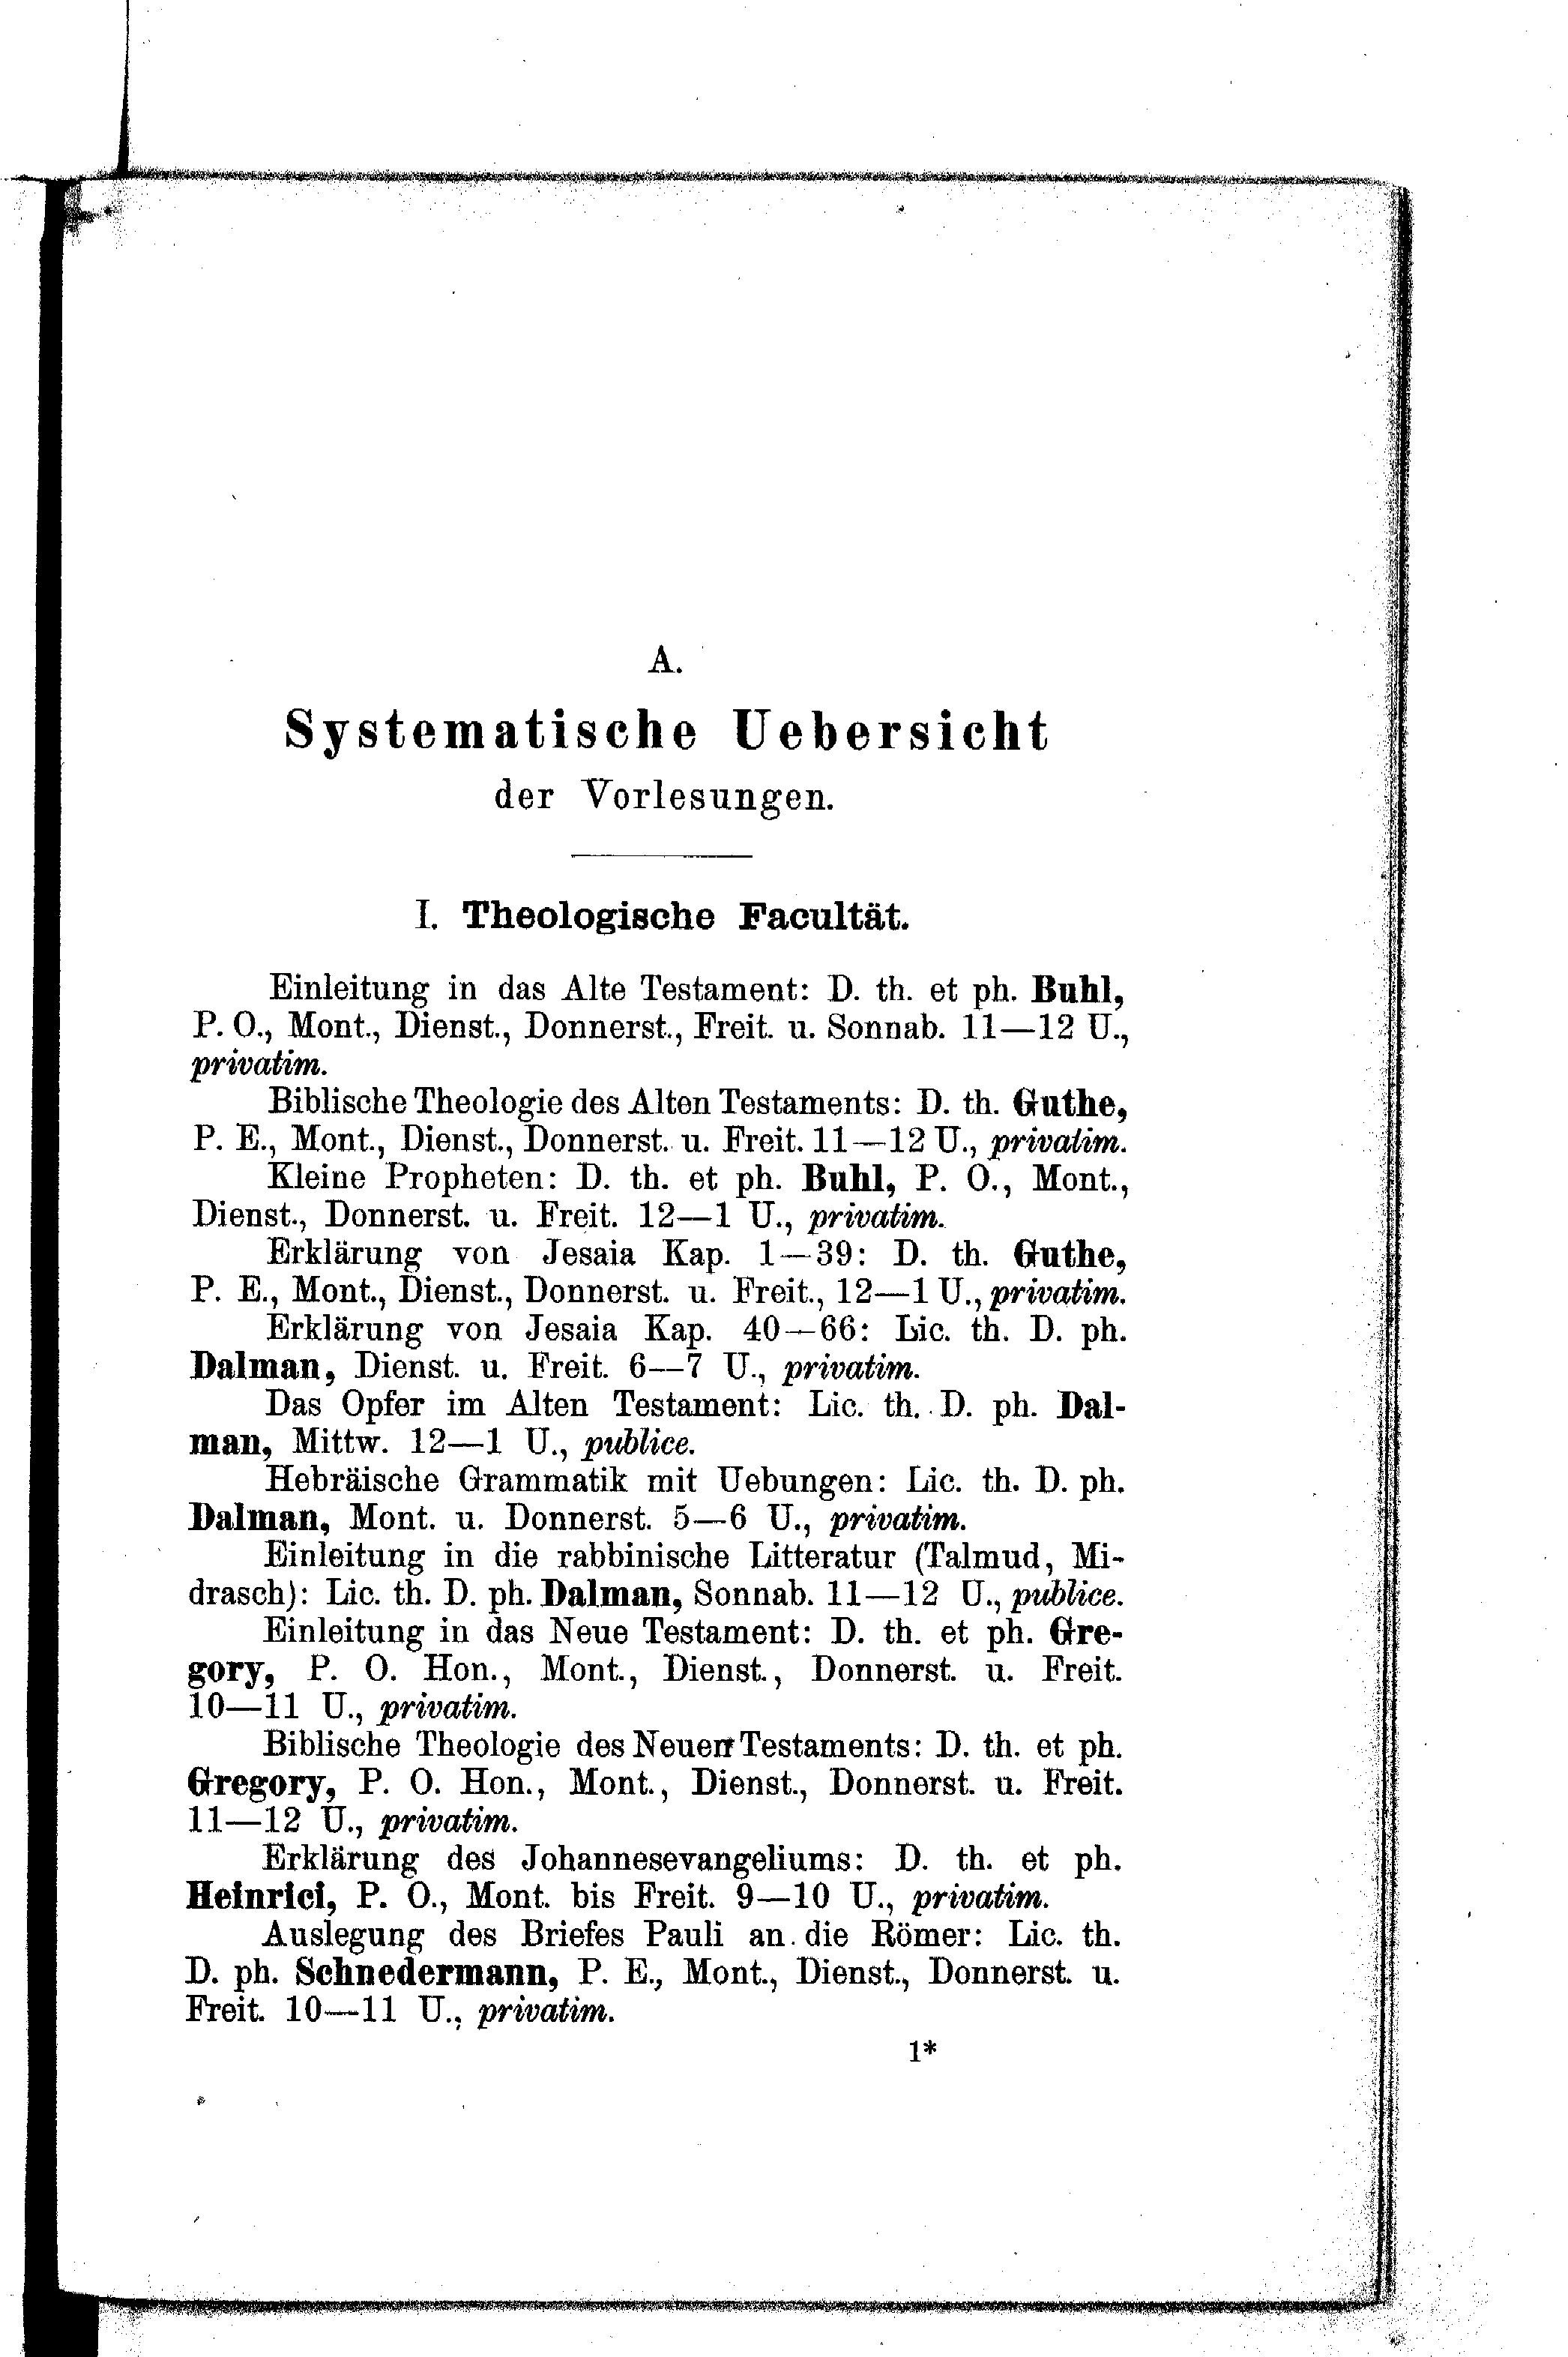 A.
Systematische Uebersicht
der Vorlesungen.
I. Theologische Facultät.
Einleitung in das Alte Testament: D. th. et ph. Buhl,
P. O., Mont., Dienst., Donnerst., Freit. u. Sonnab. 11—12 U.,
privatim.
Biblische Theologie des Alten Testaments: D. th. Guthe,
P. E., Mont., Dienst., Donnerst. u. Freit. 11—12 U., privatim.
Kleine Propheten: D. th. et ph. Buhl, P. O., Mont.,
Dienst., Donnerst. u. Freit. 12—1 U., privatim.
Erklärung von Jesaia Kap. 1—39: D. th. Guthe,
P. E., Mont., Dienst., Donnerst. u. Freit., 12—1 U., privatim.
Erklärung von Jesaia Kap. 40—66: Lic. th. D. ph.
Dalman, Dienst. u. Freit. 6—7 U., privatim.
Das Opfer im Alten Testament: Lic. th. D. ph. Dal-
man, Mittw. 12—1 U., publice.
Hebräische Grammatik mit Uebungen: Lic. th. D. ph.
Dalman, Mont. u. Donnerst. 5—6 U., privatim.
Einleitung in die rabbinische Litteratur (Talmud, Mi-
drasch): Lic. th. D. ph. Dalman, Sonnab. 11—12 U., publice.
Einleitung in das Neue Testament: D. th. et ph. Gre-
gory, P. O. Hon., Mont., Dienst., Donnerst. u. Freit.
10—11 U., privatim.
Biblische Theologie des Neuen Testaments: D. th. et ph.
Gregory, P. O. Hon., Mont., Dienst., Donnerst. u. Freit.
11—12 U., privatim.
Erklärung des Johannesevangeliums: D. th. et ph.
Heinrici, P. O., Mont. bis Freit. 9—10 U., privatim.
Auslegung des Briefes Pauli an die Römer: Lic. th.
D. ph. Schnedermann, P. E., Mont., Dienst., Donnerst. u.
Freit. 10—11 U., privatim.
1*